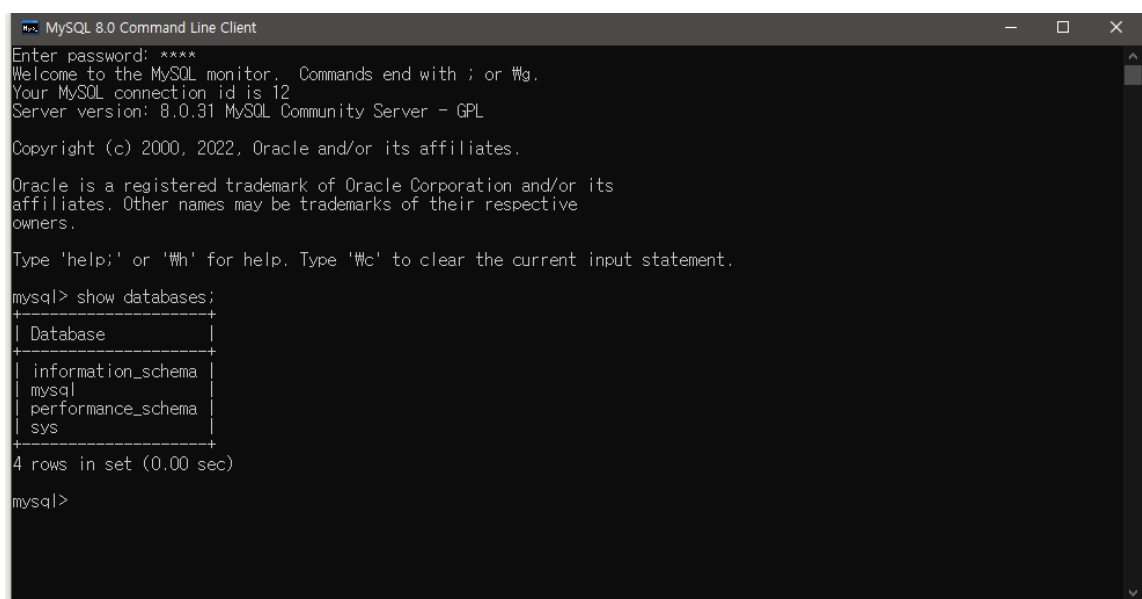 MySQL 8.0 Command Line Client
Enter password: ****
Welcome to the MySQL monitor.  Commands end with ; or ₩g.
Your MySQL connection id is 12
Server version: 8.0.31 MySQL Community Server - GPL
Copyright (c) 2000, 2022, Oracle and/or its affiliates.
Oracle is a registered trademark of Oracle Corporation and/or its
affiliates. Other names may be trademarks of their respective
owners.
Type 'help;' or '₩h' for help. Type '₩c' to clear the current input statement.
mysql> show databases;
+--------------------+
| Database           |
+--------------------+
| information_schema |
| mysql              |
| performance_schema |
| sys                |
+--------------------+
4 rows in set (0.00 sec)
mysql>